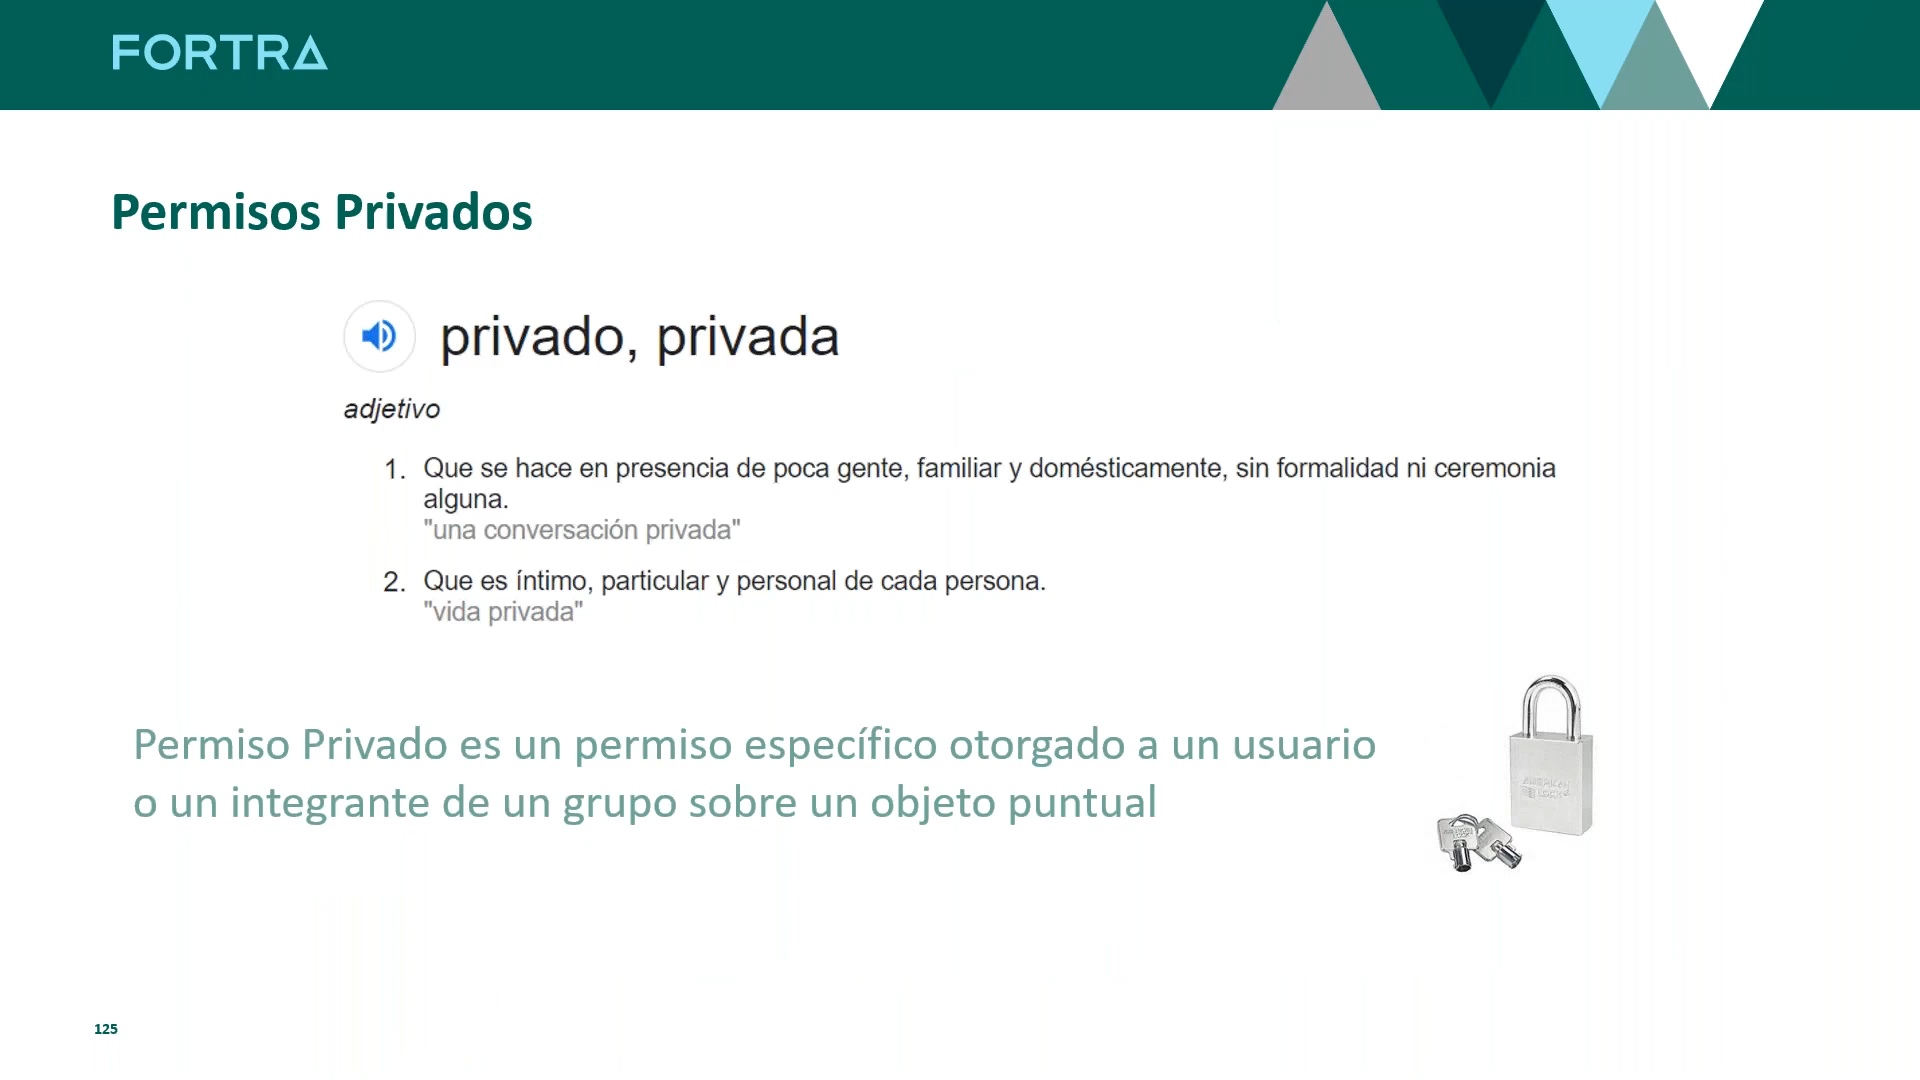 FORTRA
Permisos Privados
privado, privada
adjetivo
1. Que se hace en presencia de poca gente, familiar y domésticamente, sin formalidad ni ceremonia
alguna.
"una conversación privada"
2. Que es íntimo, particular y personal de cada persona.
"vida privada"
Permiso Privado es un permiso específico otorgado a un usuario
o un integrante de un grupo sobre un objeto puntual
AMERICAN
LOCK
125